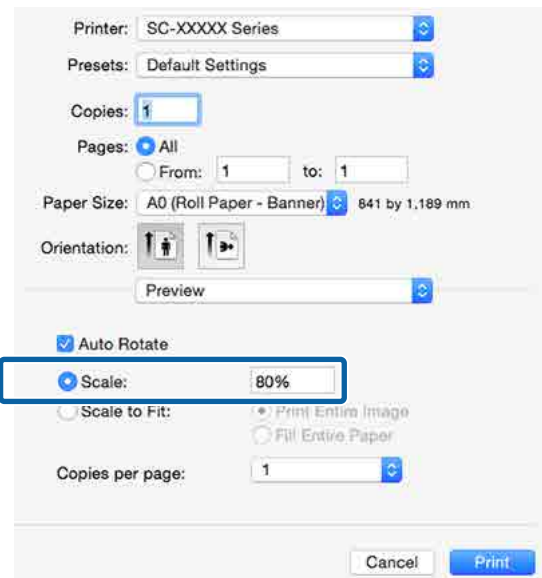 Printer: SC-XXXXX Series
Presets: Default Settings
Copies: 1
Pages: All
From: 1 to: 1
Paper Size: A0 (Roll Paper - Banner) 841 by 1,189 mm
Orientation:
Preview
Auto Rotate
Scale: 80%
Scale to Fit: Print Entire Image
Fill Entire Paper
Copies per page: 1
Cancel Print